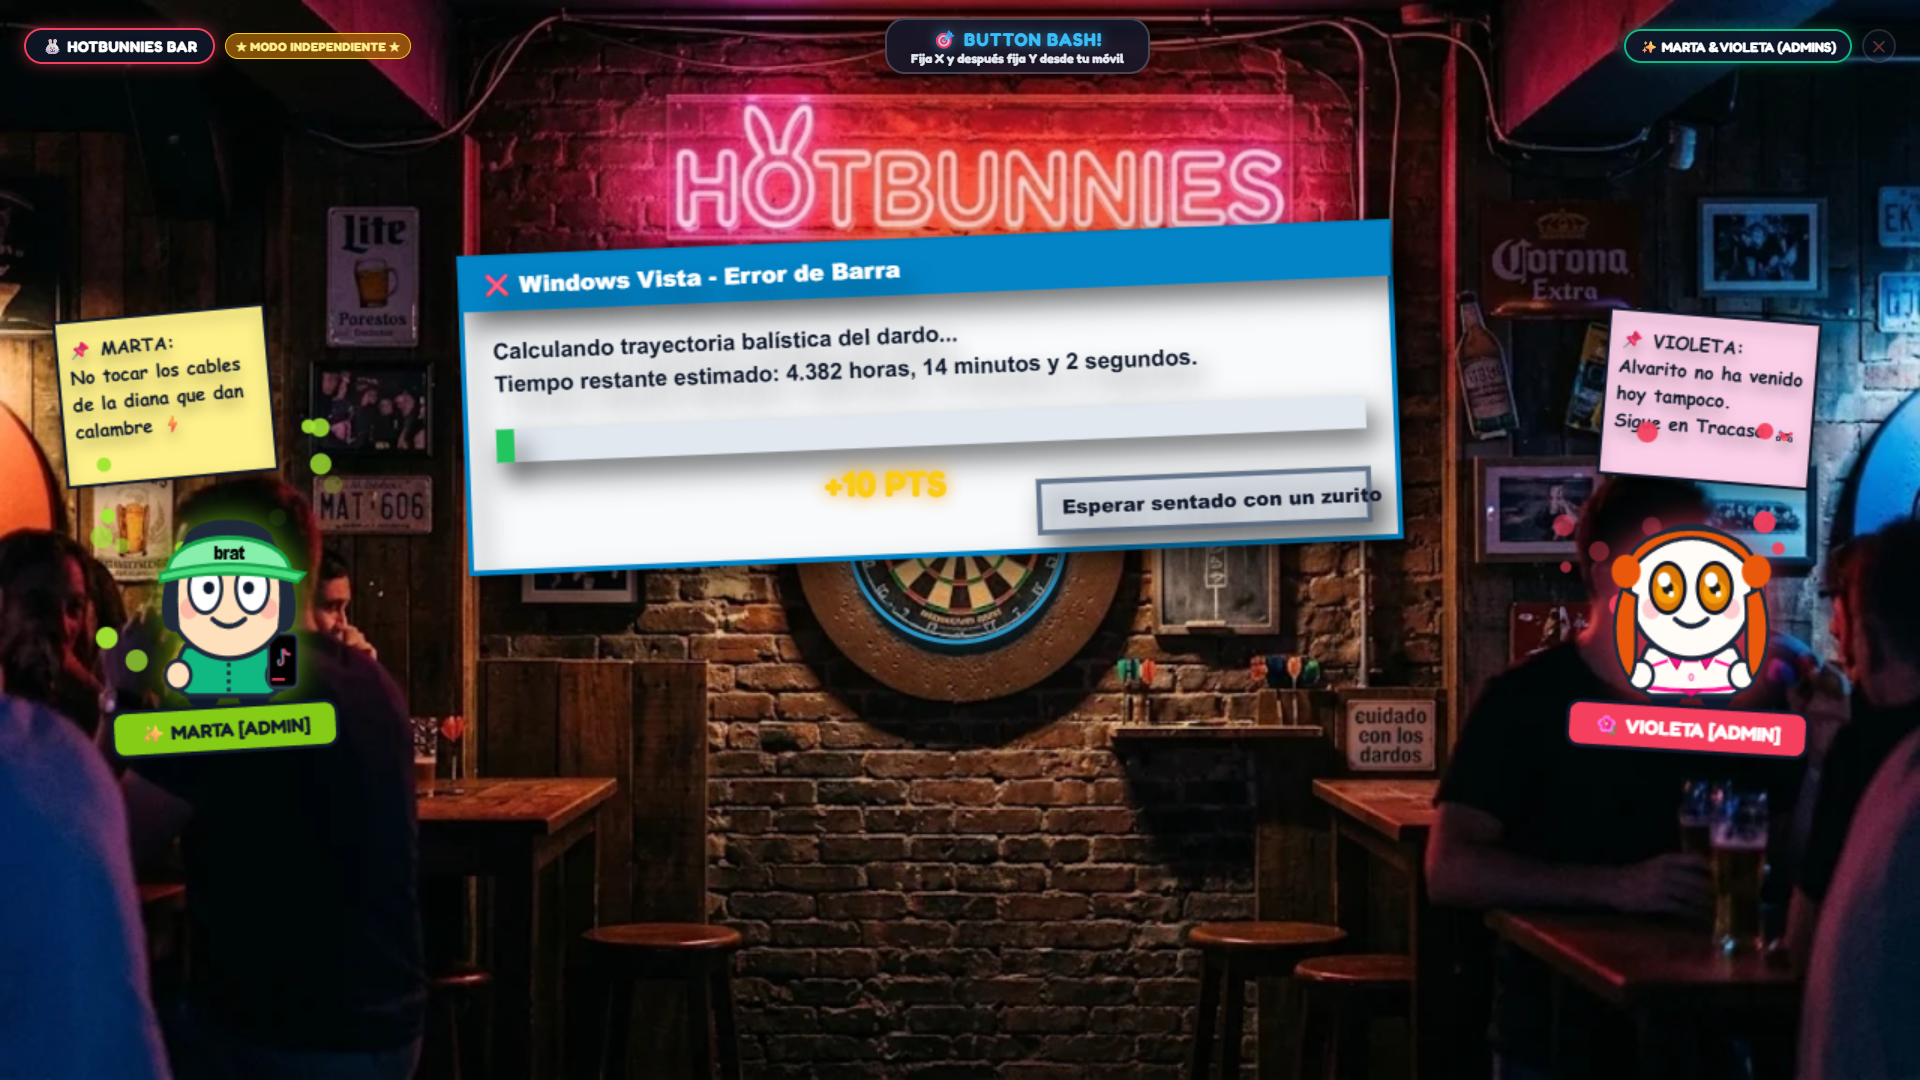 HOTBUNNIES BAR
★ MODO INDEPENDIENTE ★
BUTTON BASH!
Fija X y después fija Y desde tu móvil
MARTA & VIOLETA (ADMINS)
HOTBUNNIES
Windows Vista - Error de Barra
Calculando trayectoria balística del dardo...
Tiempo restante estimado: 4.382 horas, 14 minutos y 2 segundos.
+10 PTS
Esperar sentado con un zurito
MARTA:
No tocar los cables
de la diana que dan
calambre
VIOLETA:
Alvarito no ha venido
hoy tampoco.
Sigue en Tracas
Lite
Porestos
Corona
Extra
MAT 606
brat
MARTA [ADMIN]
VIOLETA [ADMIN]
cuidado
con los
dardos